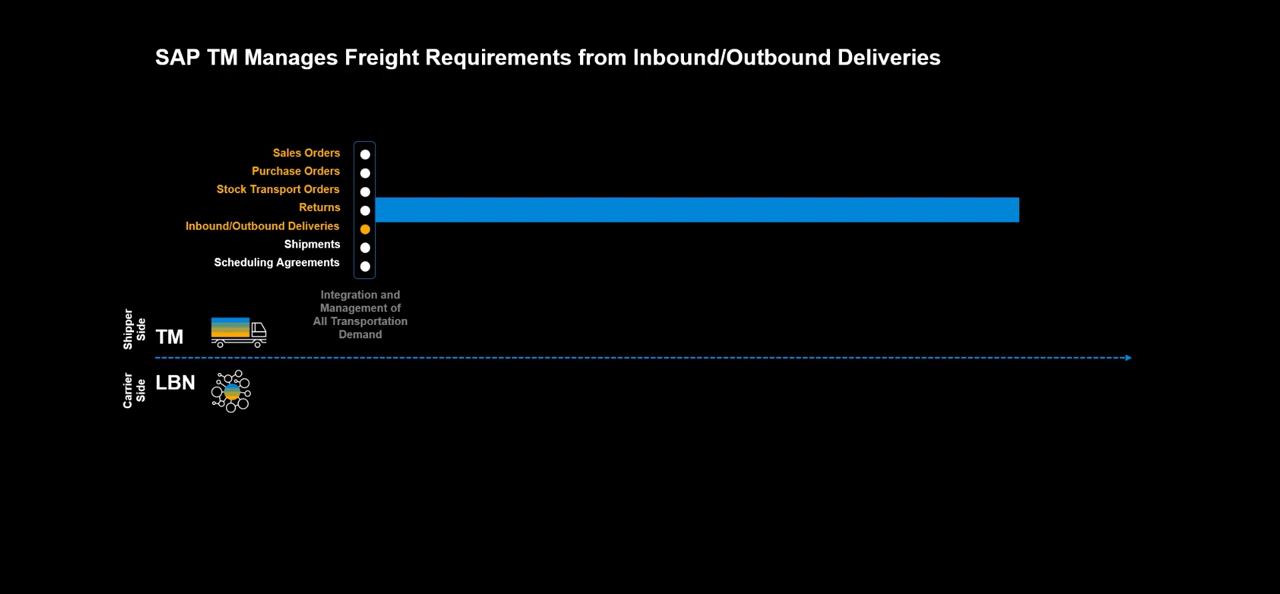 SAP TM Manages Freight Requirements from Inbound/Outbound Deliveries
Sales Orders
Purchase Orders
Stock Transport Orders
Returns
Inbound/Outbound Deliveries
Shipments
Scheduling Agreements
Integration and
Management of
All Transportation
Demand
Shipper
Side
TM
Carrier
Side
LBN